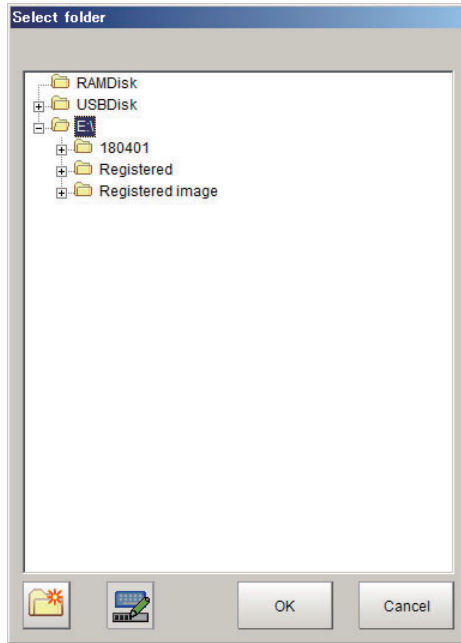 Select folder
RAMDisk
USBDisk
E:\
180401
Registered
Registered image
OK
Cancel